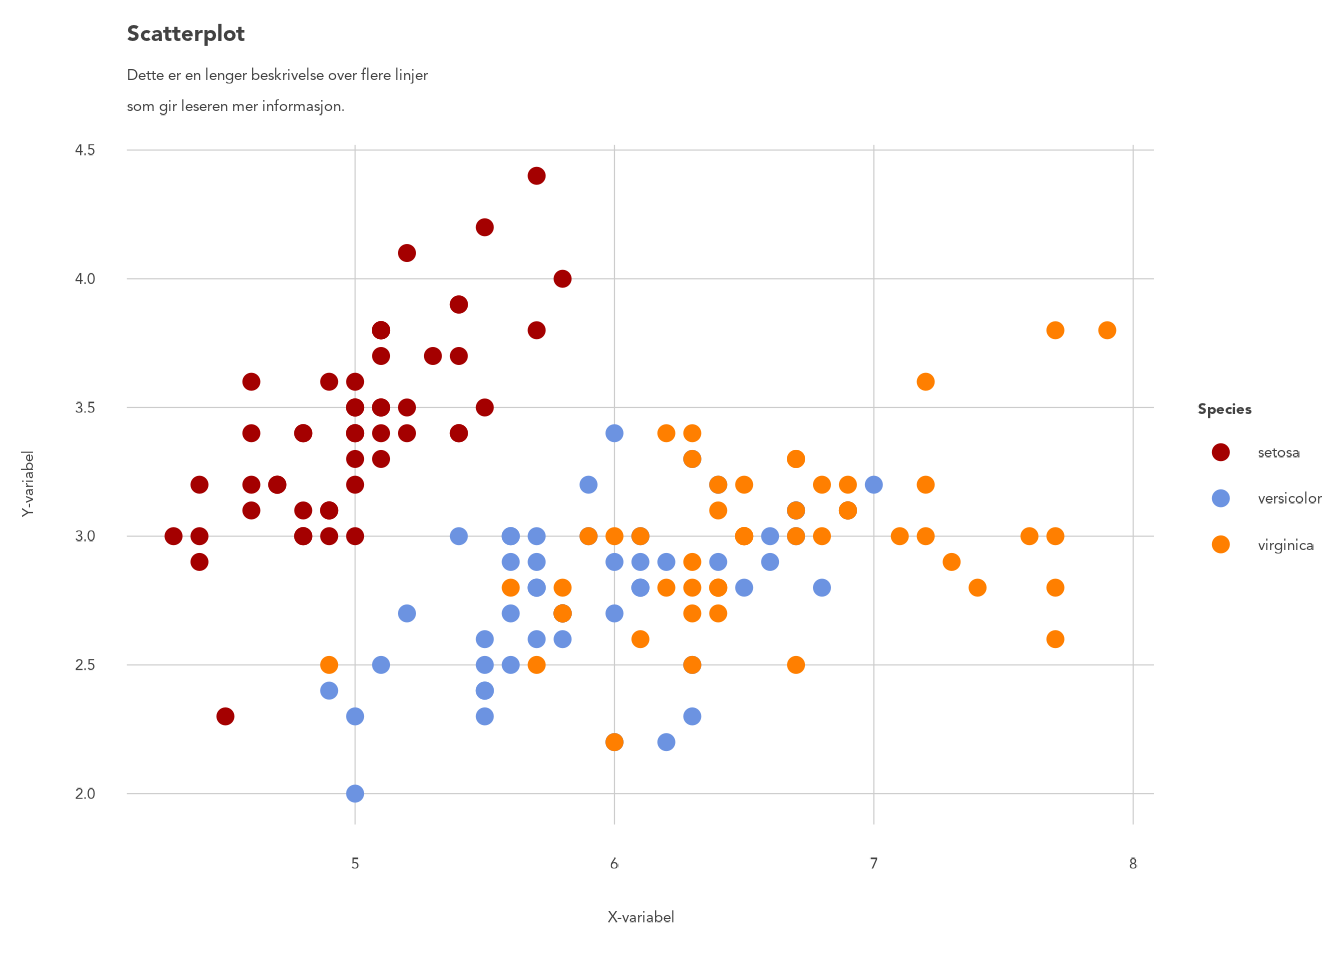 Scatterplot
Dette er en lenger beskrivelse over flere linjer
som gir leseren mer informasjon.
4.5
4.0
3.5
3.0
2.5
2.0
Y-variabel
5 6 7 8
X-variabel
Species
setosa
versicolor
virginica